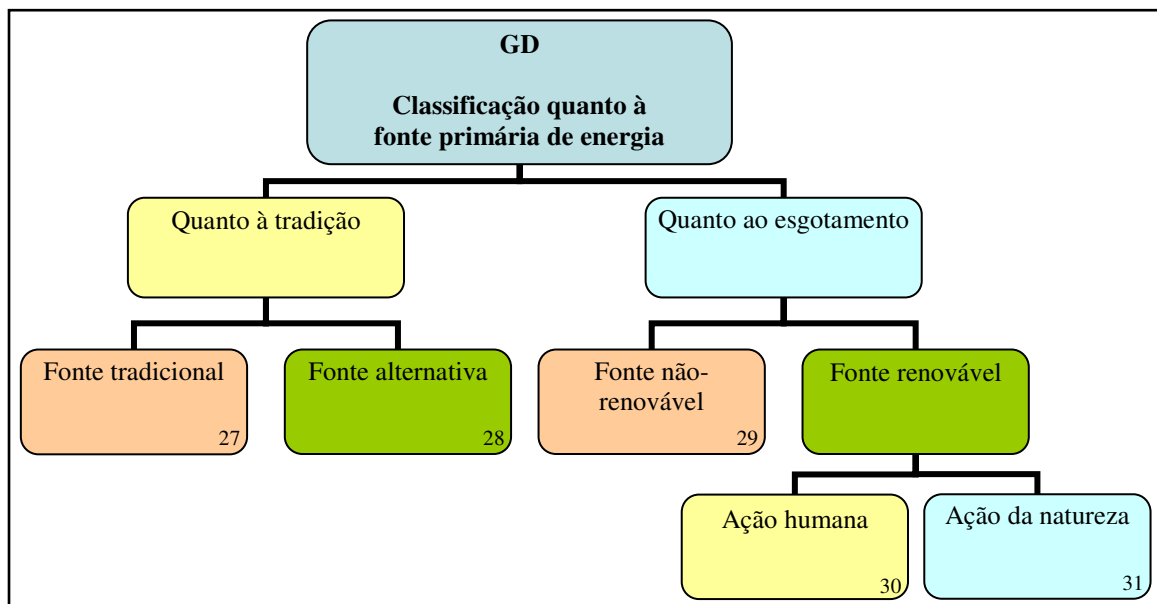 GD
Classificação quanto à
fonte primária de energia
Quanto à tradição
Quanto ao esgotamento
Fonte tradicional
27
Fonte alternativa
28
Fonte não-
renovável
29
Fonte renovável
Ação humana
30
Ação da natureza
31